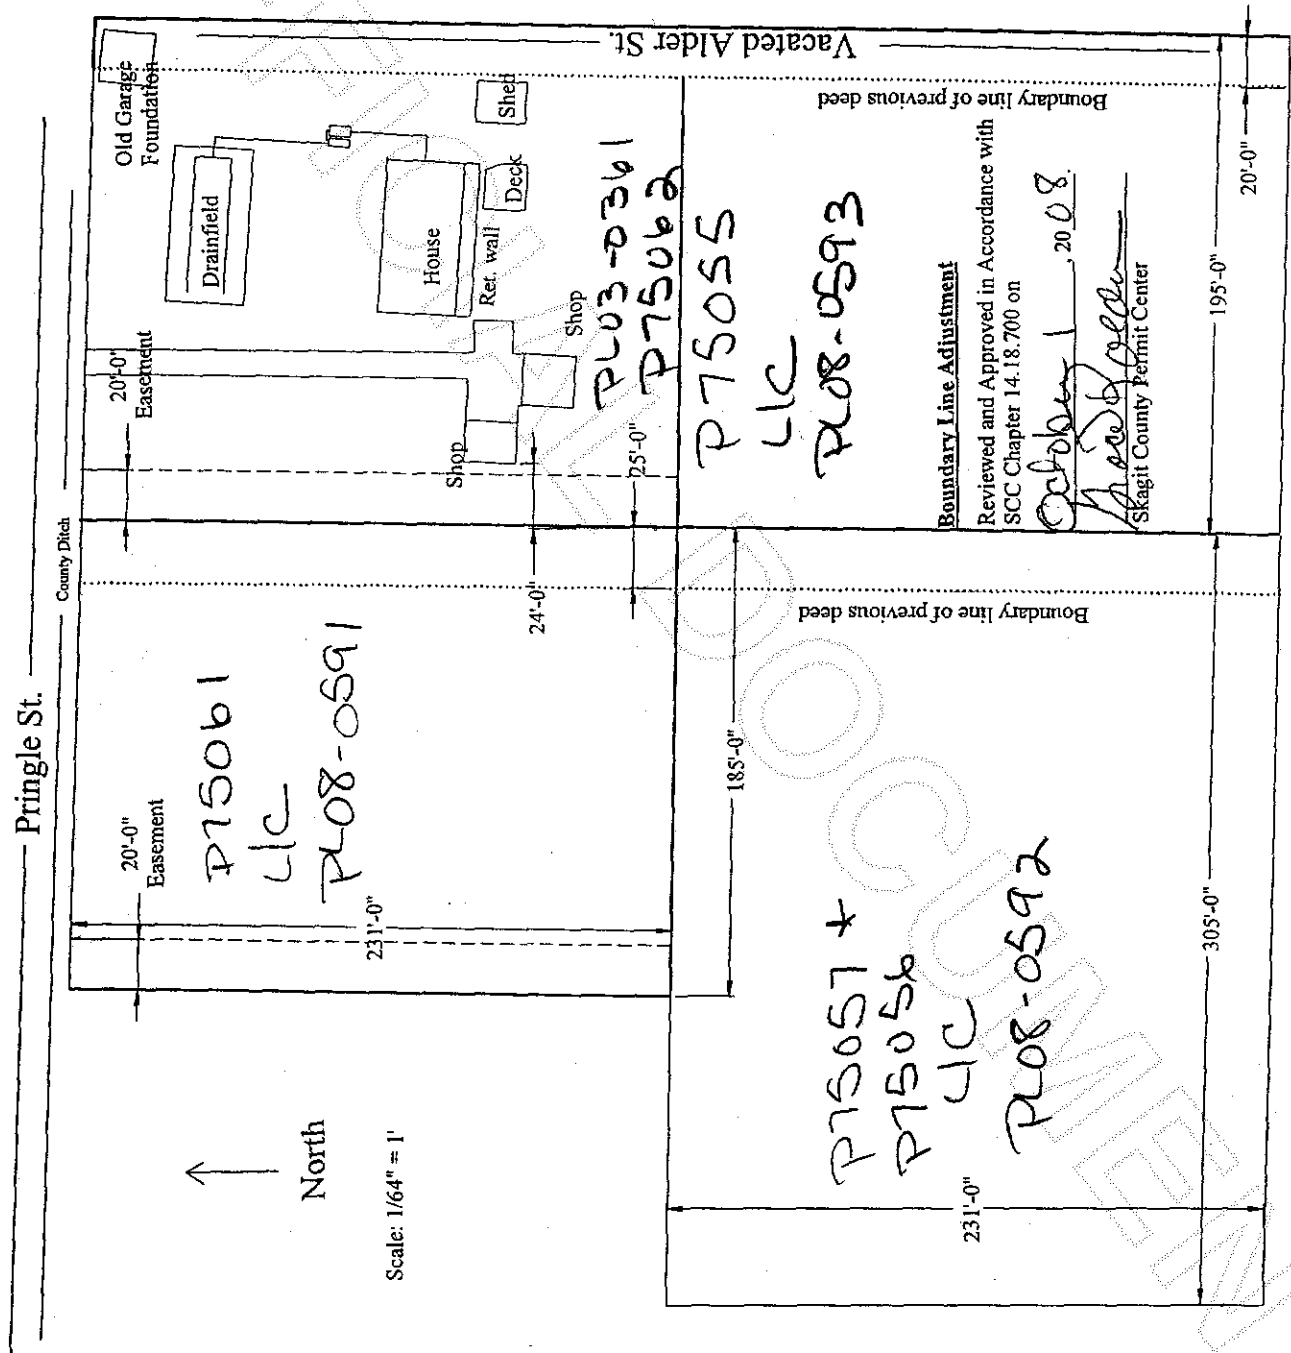 Pringle St.
County Ditch
Vacated Alder St.
Old Garage
Foundation
Drainfield
House
Ret. wall
Deck
Shed
Shop
Shop
20'-0"
Easement
24'-0"
25'-0"
PL03-0361
P75062
P75055
L/C
PL08-0593
Boundary line of previous deed
Boundary Line Adjustment
Reviewed and Approved in Accordance with
SCC Chapter 14.18.700 on
October 1, 2008.
Skagit County Permit Center
195'-0"
20'-0"
20'-0"
Easement
P75061
L/C
PL08-0591
231'-0"
185'-0"
Boundary line of previous deed
P75057 +
P75056
L/C
PL08-0592
231'-0"
305'-0"
North
Scale: 1/64" = 1'
DOCUMEN